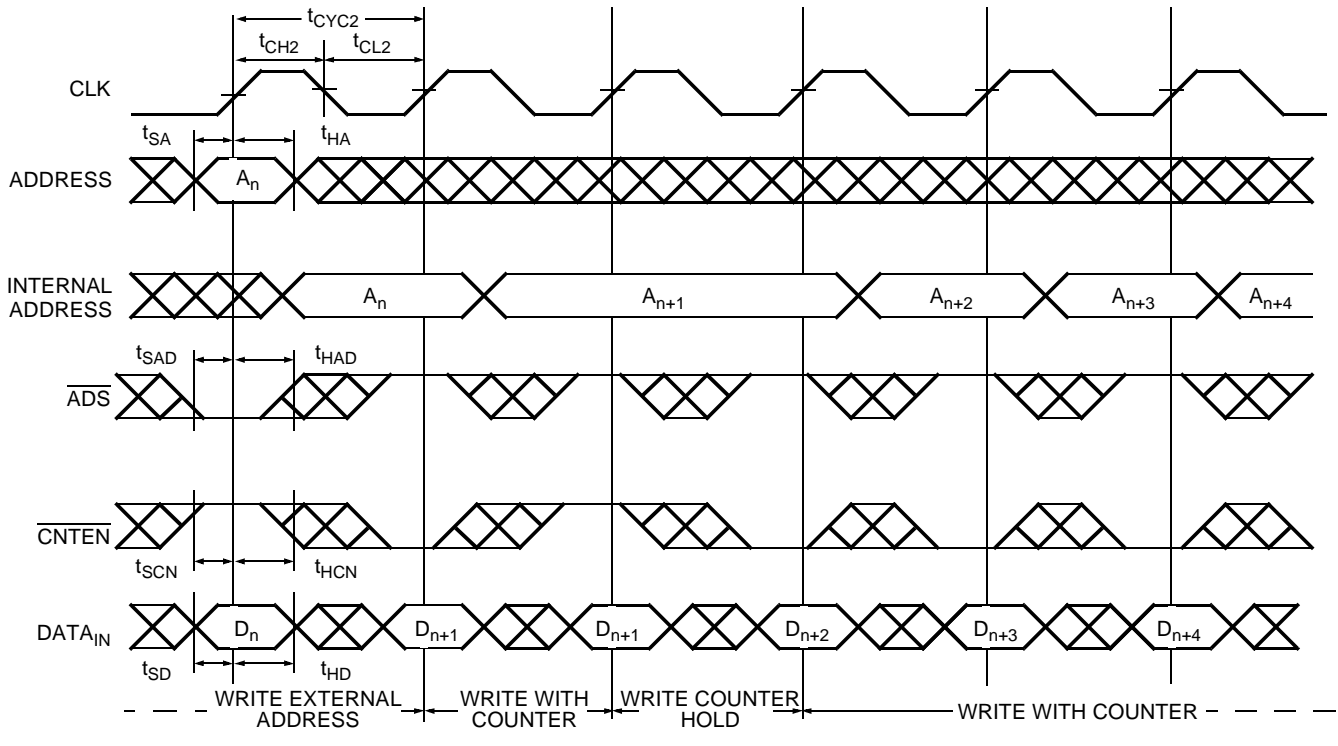 tCYC2
tCH2 tCL2
CLK
tSA tHA
ADDRESS An
INTERNAL
ADDRESS
An An+1 An+2 An+3 An+4
tSAD tHAD
ADS
CNTEN
tSCN tHCN
DATAIN Dn Dn+1 Dn+1 Dn+2 Dn+3 Dn+4
tSD tHD
WRITE EXTERNAL
ADDRESS
WRITE WITH
COUNTER
WRITE COUNTER
HOLD
WRITE WITH COUNTER